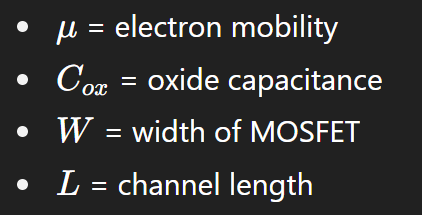 • μ = electron mobility
• Cₒₓ = oxide capacitance
• W = width of MOSFET
• L = channel length